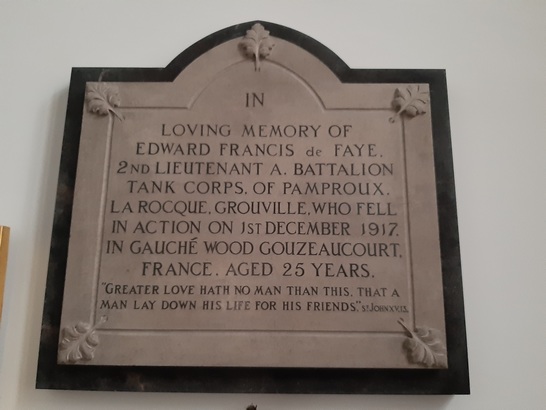 IN
LOVING MEMORY OF
EDWARD FRANCIS de FAYE.
2ND LIEUTENANT A. BATTALION
TANK CORPS, OF PAMPROUX.
LA ROCQUE, GROUVILLE, WHO FELL
IN ACTION ON 1ST DECEMBER 1917.
IN GAUCHÉ WOOD GOUZEAUCOURT,
FRANCE. AGED 25 YEARS.
"GREATER LOVE HATH NO MAN THAN THIS, THAT A
MAN LAY DOWN HIS LIFE FOR HIS FRIENDS." ST. JOHN